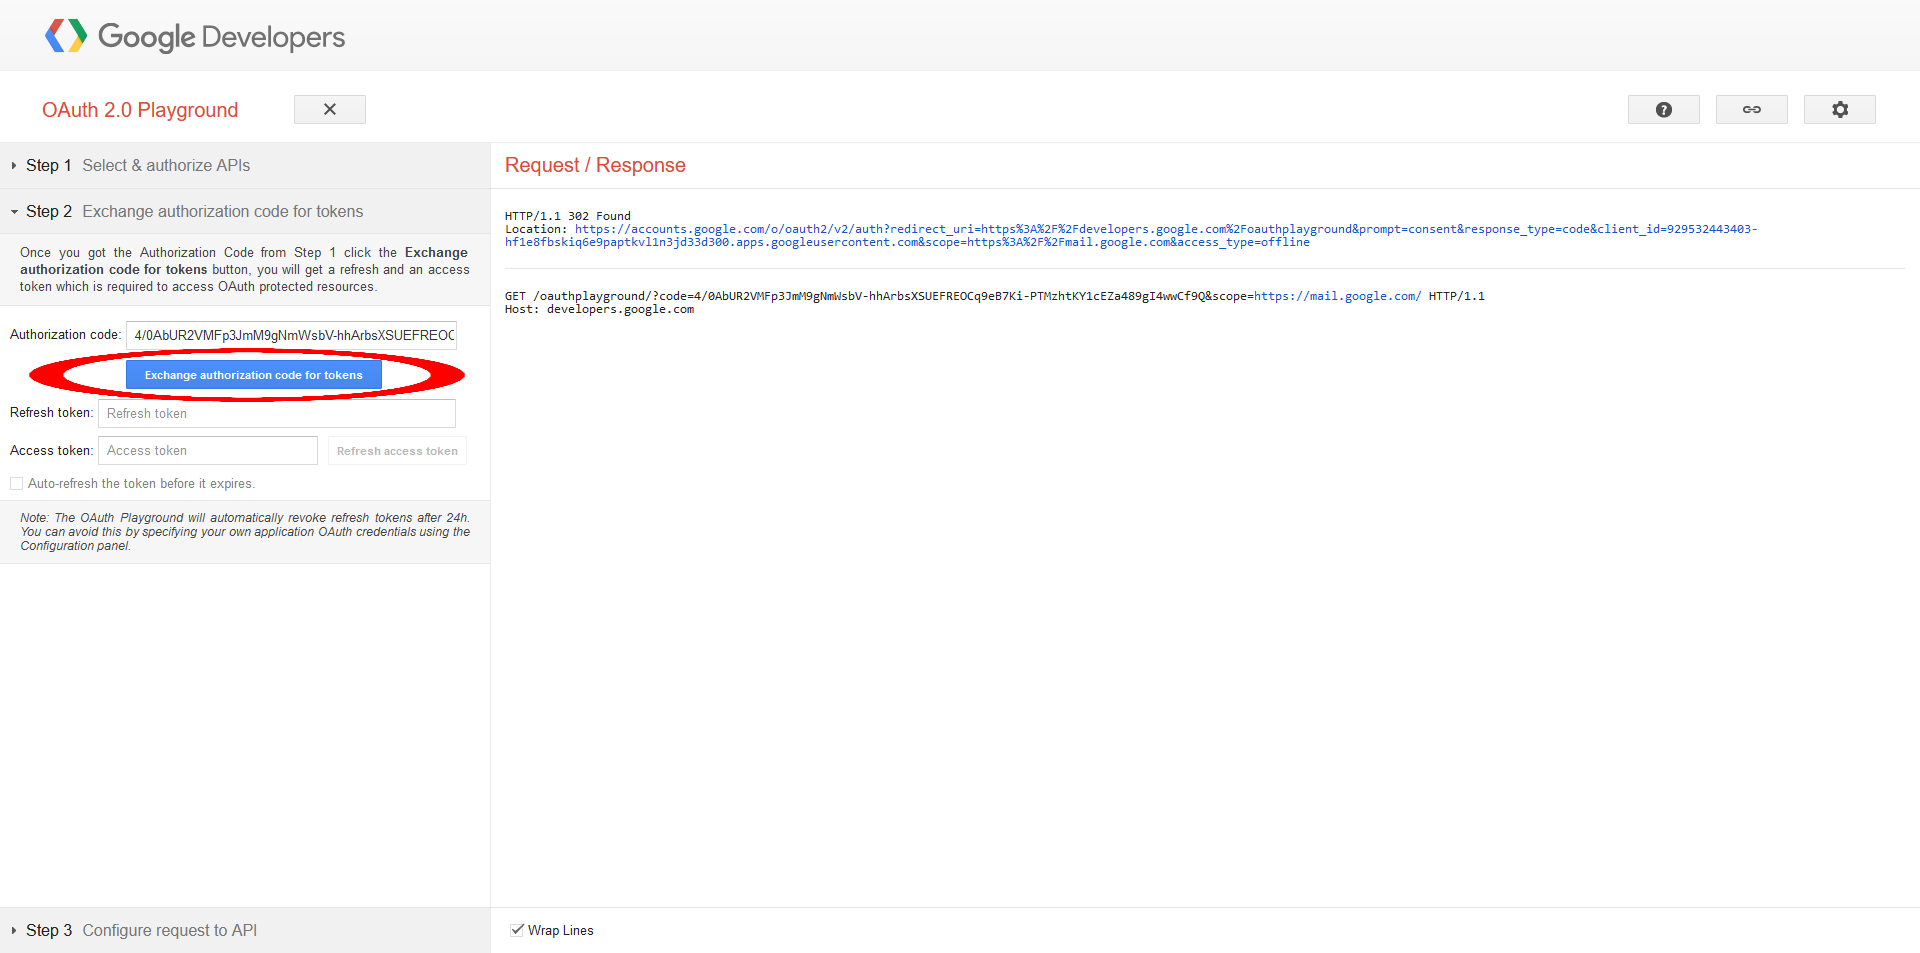 Google Developers
OAuth 2.0 Playground
Step 1 Select & authorize APIs
Step 2 Exchange authorization code for tokens
Once you got the Authorization Code from Step 1 click the Exchange
authorization code for tokens button, you will get a refresh and an access
token which is required to access OAuth protected resources.
Authorization code: 4/0AbUR2VMFp3JmM9gNmWsbV-hhArbsXSUEFREOC
Exchange authorization code for tokens
Refresh token: Refresh token
Access token: Access token Refresh access token
Auto-refresh the token before it expires.
Note: The OAuth Playground will automatically revoke refresh tokens after 24h.
You can avoid this by specifying your own application OAuth credentials using the
Configuration panel.
Step 3 Configure request to API
Request / Response
HTTP/1.1 302 Found
Location: https://accounts.google.com/o/oauth2/v2/auth?redirect_uri=https%3A%2F%2Fdevelopers.google.com%2Foauthplayground&prompt=consent&response_type=code&client_id=929532443403-
hf1e8fbskiq6e9paptkvl1n3jd33d300.apps.googleusercontent.com&scope=https%3A%2F%2Fmail.google.com&access_type=offline
GET /oauthplayground/?code=4/0AbUR2VMFp3JmM9gNmWsbV-hhArbsXSUEFREOCq9eB7Ki-PTMzhtKY1cEZa489gI4wwCf9Q&scope=https://mail.google.com/ HTTP/1.1
Host: developers.google.com
Wrap Lines